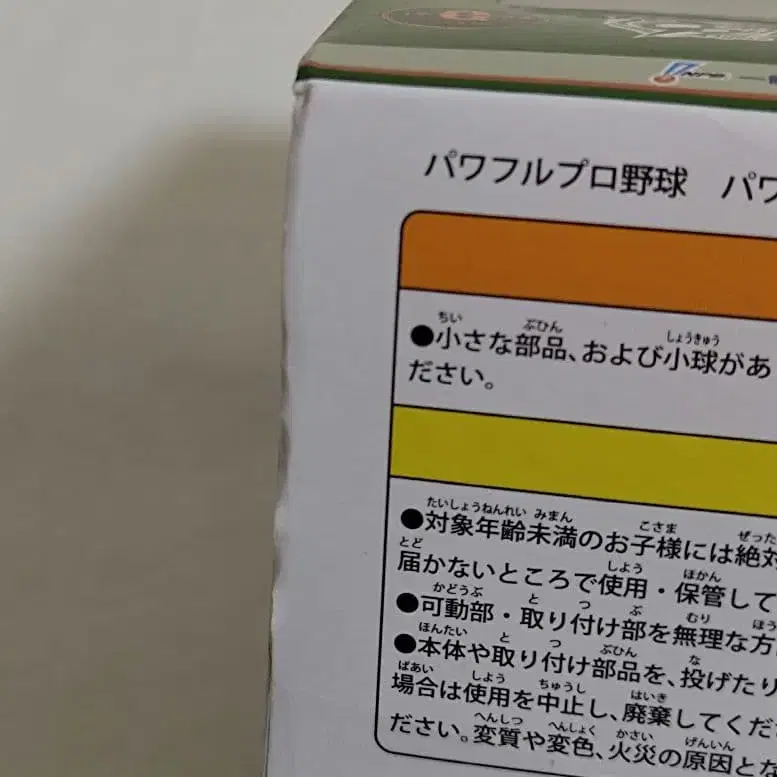 パワフルプロ野球　パワ
●小さな部品、および小球があ
ださい。
●対象年齢未満のお子様には絶対
届かないところで使用・保管して
●可動部・取り付け部を無理な方
●本体や取り付け部品を、投げたり
場合は使用を中止し、廃棄してくだ
ださい。変質や変色、火災の原因とな